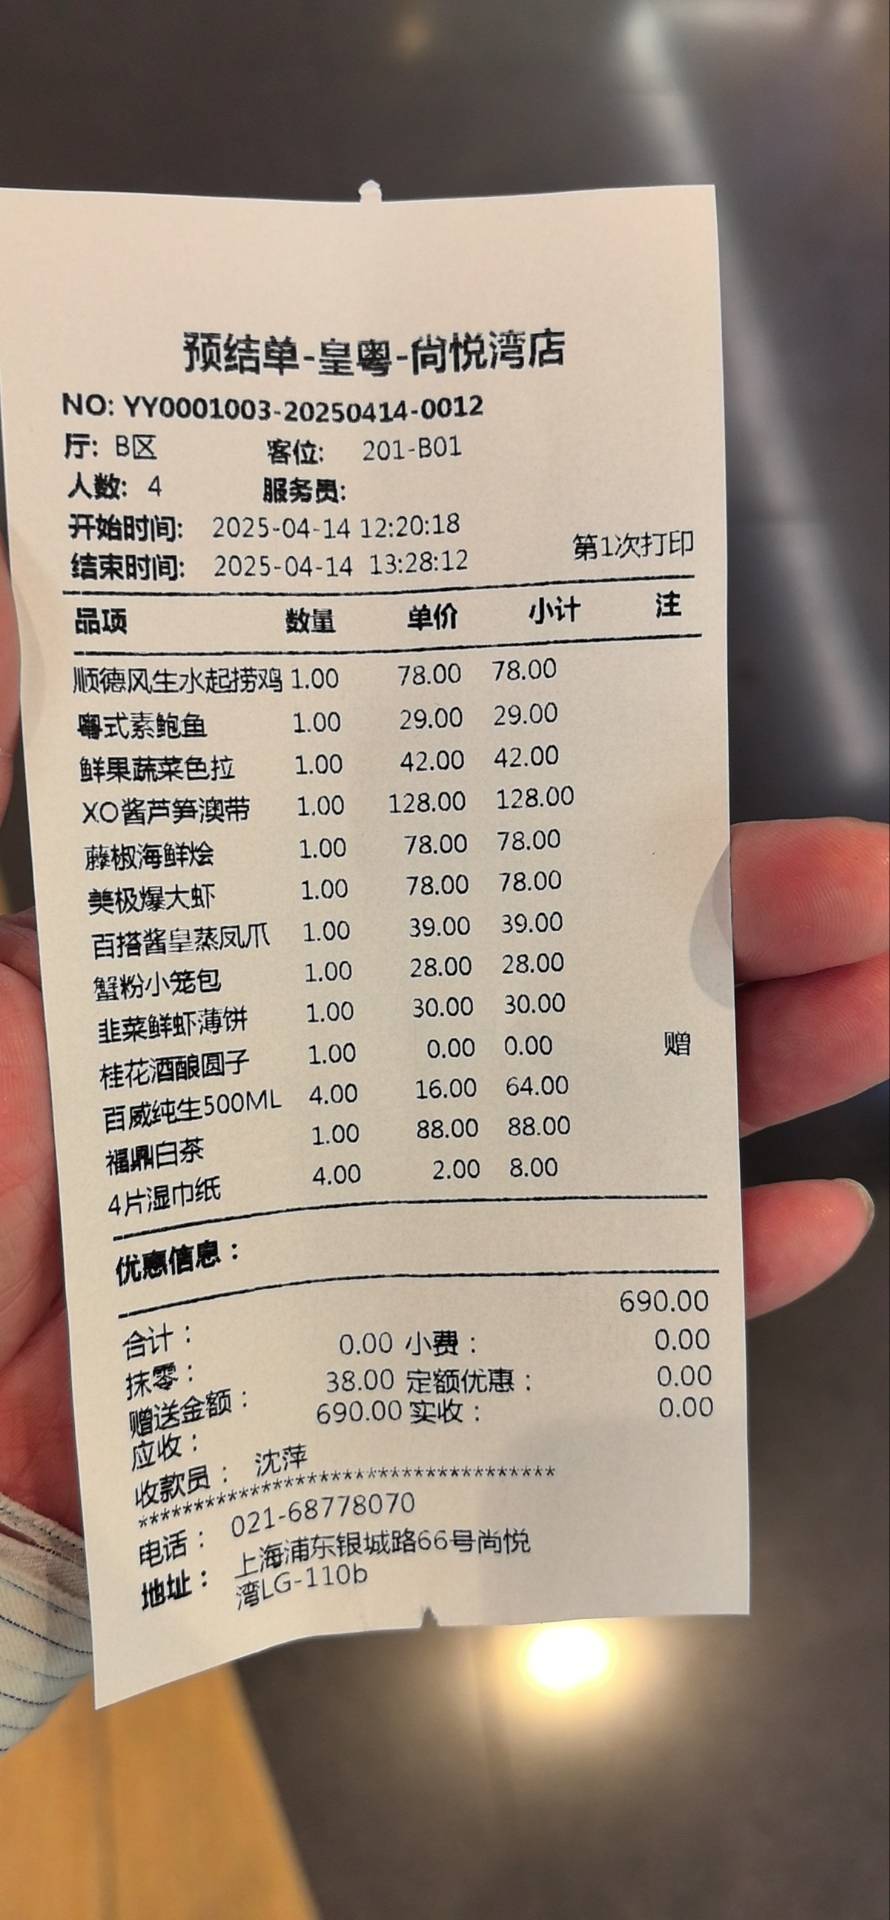 预结单-皇粤-尚悦湾店
NO: YY0001003-20250414-0012
厅: B区 客位: 201-B01
人数: 4 服务员:
开始时间: 2025-04-14 12:20:18
结束时间: 2025-04-14 13:28:12 第1次打印
品项 数量 单价 小计 注
顺德风生水起捞鸡 1.00 78.00 78.00
粤式素鲍鱼 1.00 29.00 29.00
鲜果蔬菜色拉 1.00 42.00 42.00
XO酱芦笋澳带 1.00 128.00 128.00
藤椒海鲜烩 1.00 78.00 78.00
美极爆大虾 1.00 78.00 78.00
百搭酱皇蒸凤爪 1.00 39.00 39.00
蟹粉小笼包 1.00 28.00 28.00
韭菜鲜虾薄饼 1.00 30.00 30.00
桂花酒酿圆子 1.00 0.00 0.00 赠
百威纯生500ML 4.00 16.00 64.00
福鼎白茶 1.00 88.00 88.00
4片湿巾纸 4.00 2.00 8.00
优惠信息：
合计： 690.00
抹零： 0.00 小费： 0.00
赠送金额： 38.00 定额优惠： 0.00
应收： 690.00 实收： 0.00
收款员： 沈萍
************************************
电话： 021-68778070
地址： 上海浦东银城路66号尚悦
湾LG-110b